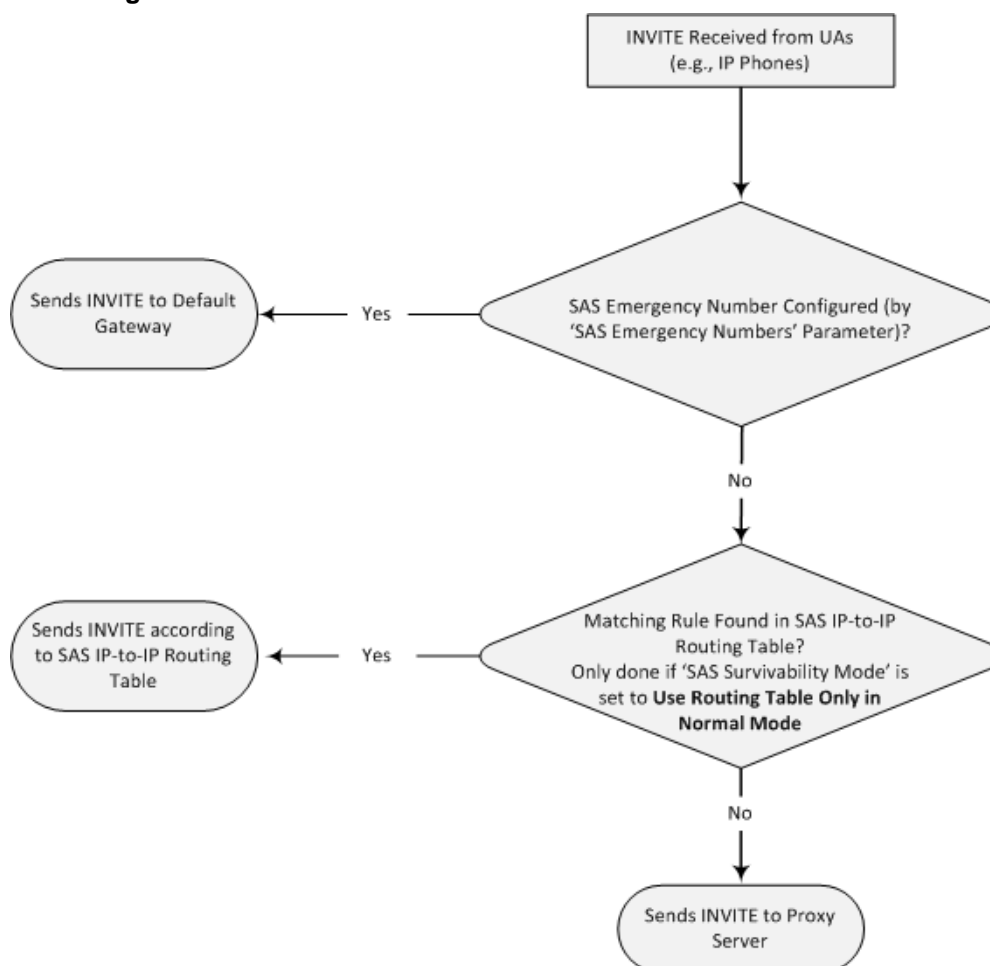 INVITE Received from UAs
(e.g., IP Phones)
SAS Emergency Number Configured (by
‘SAS Emergency Numbers’ Parameter)?
Yes
Sends INVITE to Default
Gateway
No
Matching Rule Found in SAS IP-to-IP
Routing Table?
Only done if ‘SAS Survivability Mode’ is
set to Use Routing Table Only in
Normal Mode
Yes
Sends INVITE according
to SAS IP-to-IP Routing
Table
No
Sends INVITE to Proxy
Server